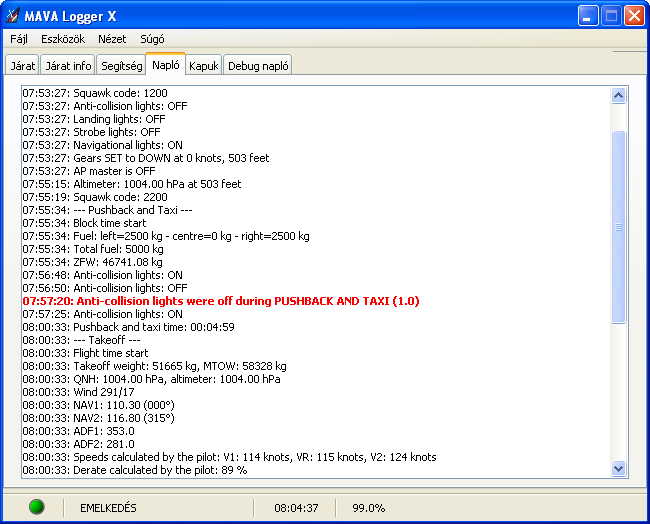 MAVA Logger X
Fájl Eszközök Nézet Súgó
Járat Járat info Segítség Napló Kapuk Debug napló
07:53:27: Squawk code: 1200
07:53:27: Anti-collision lights: OFF
07:53:27: Landing lights: OFF
07:53:27: Strobe lights: OFF
07:53:27: Navigational lights: ON
07:53:27: Gears SET to DOWN at 0 knots, 503 feet
07:53:27: AP master is OFF
07:55:15: Altimeter: 1004.00 hPa at 503 feet
07:55:19: Squawk code: 2200
07:55:34: --- Pushback and Taxi ---
07:55:34: Block time start
07:55:34: Fuel: left=2500 kg - centre=0 kg - right=2500 kg
07:55:34: Total fuel: 5000 kg
07:55:34: ZFW: 46741.08 kg
07:56:48: Anti-collision lights: ON
07:56:50: Anti-collision lights: OFF
07:57:20: Anti-collision lights were off during PUSHBACK AND TAXI (1.0)
07:57:25: Anti-collision lights: ON
08:00:33: Pushback and taxi time: 00:04:59
08:00:33: --- Takeoff ---
08:00:33: Flight time start
08:00:33: Takeoff weight: 51665 kg, MTOW: 58328 kg
08:00:33: QNH: 1004.00 hPa, altimeter: 1004.00 hPa
08:00:33: Wind 291/17
08:00:33: NAV1: 110.30 (000°)
08:00:33: NAV2: 116.80 (315°)
08:00:33: ADF1: 353.0
08:00:33: ADF2: 281.0
08:00:33: Speeds calculated by the pilot: V1: 114 knots, VR: 115 knots, V2: 124 knots
08:00:33: Derate calculated by the pilot: 89 %
EMELKEDÉS 08:04:37 99.0%